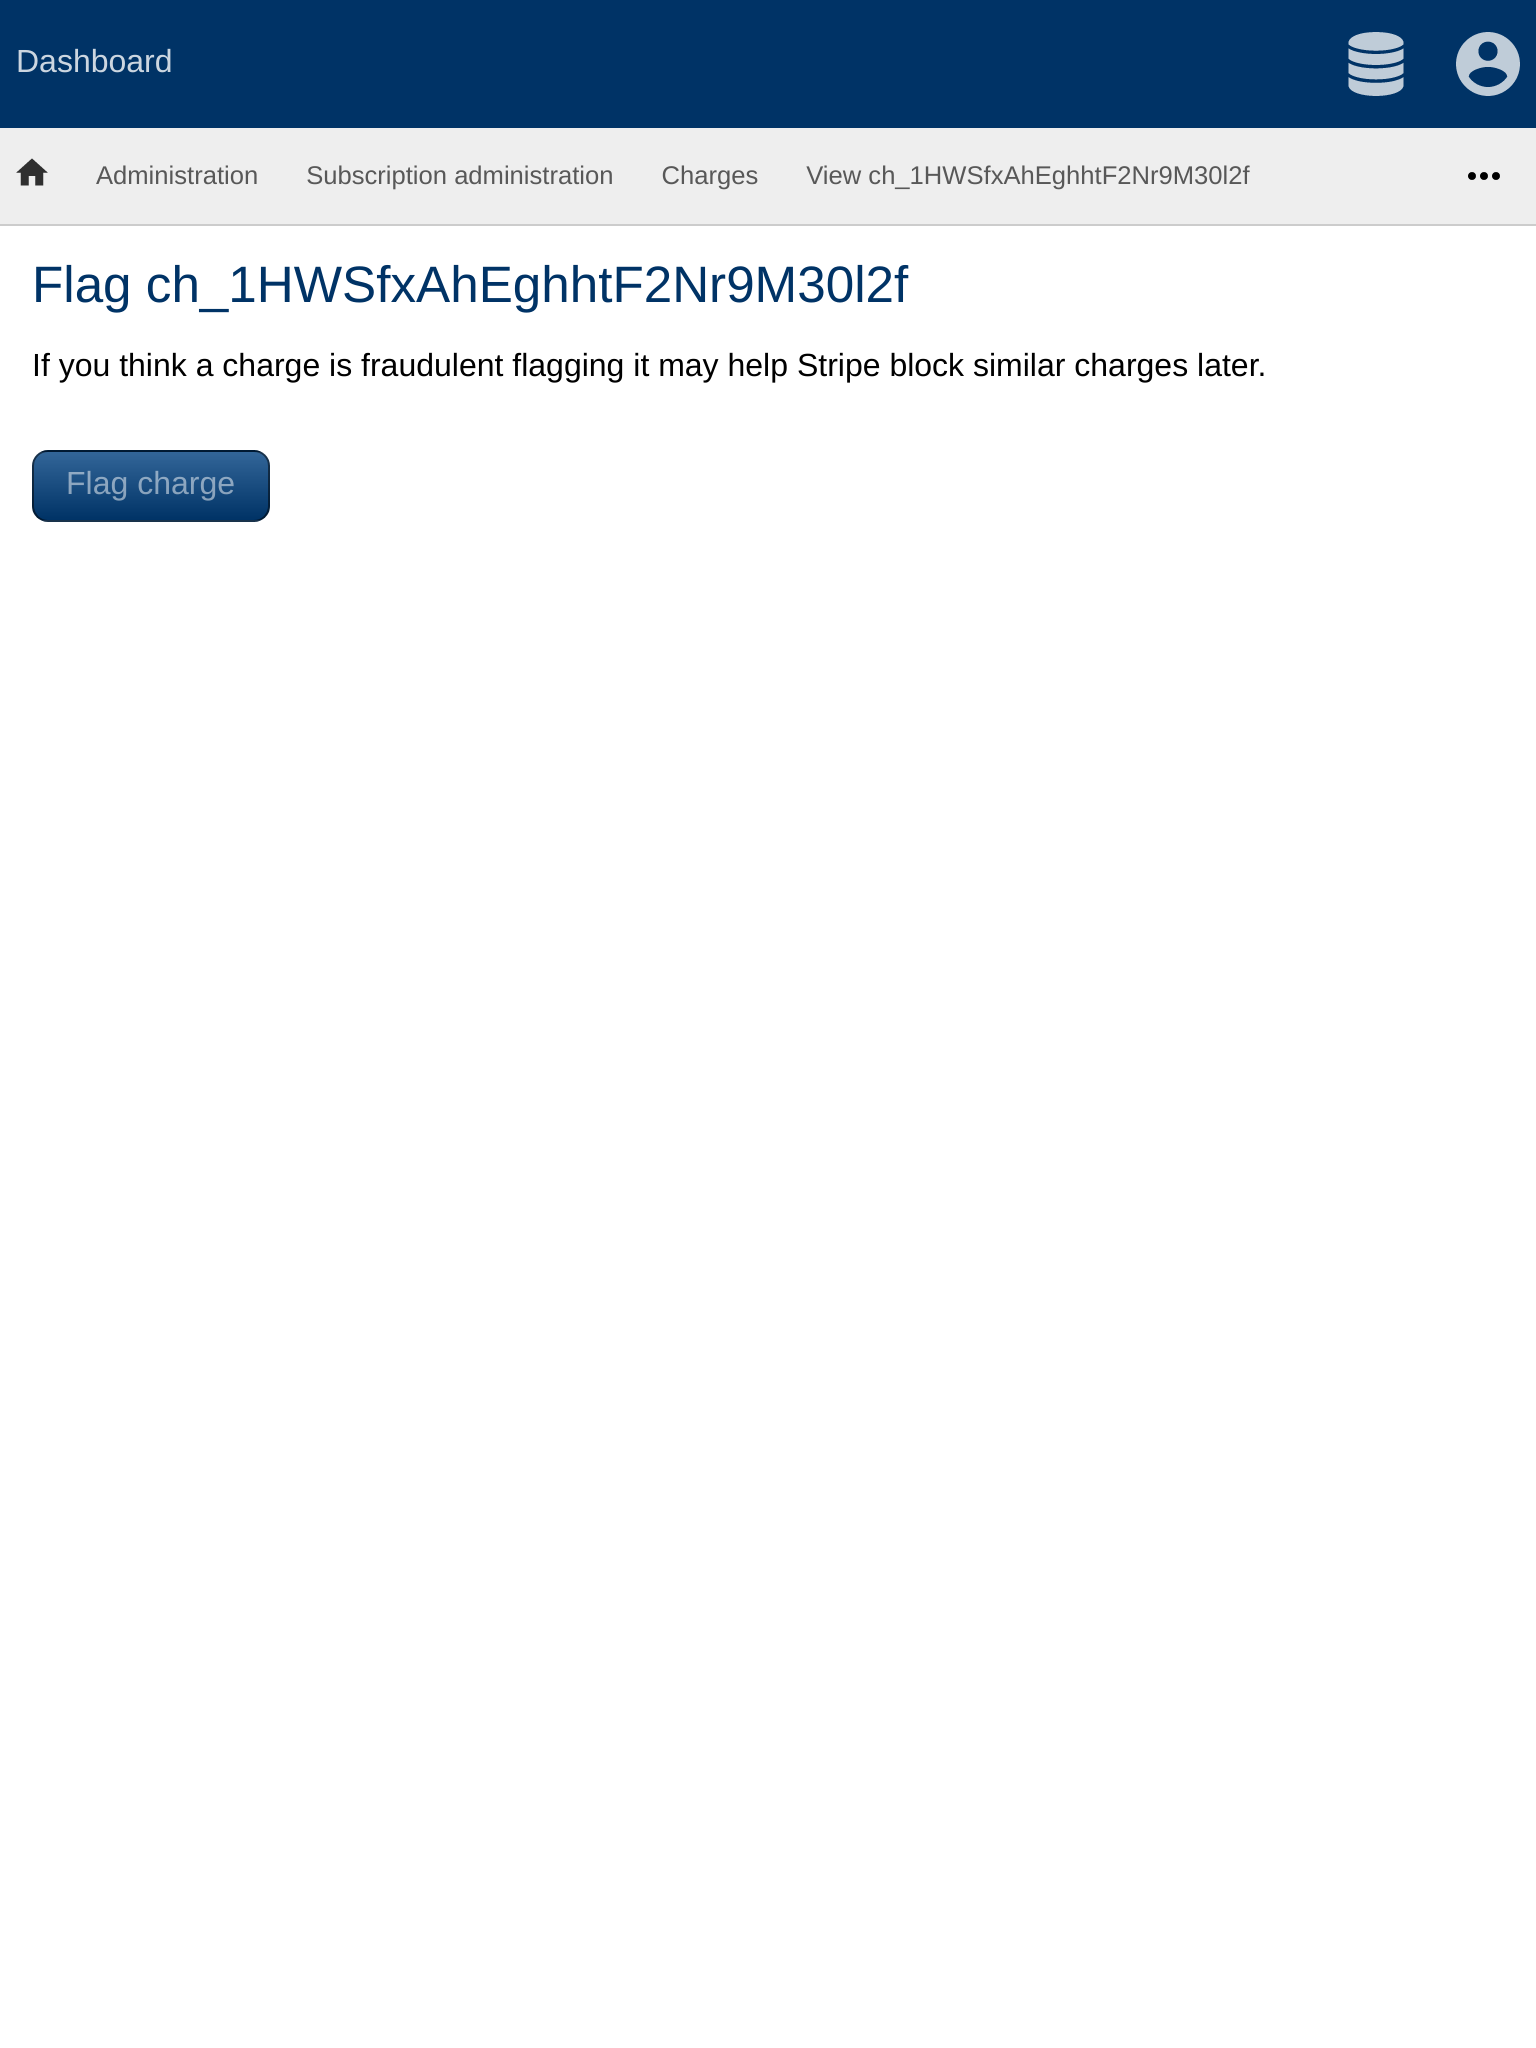 Dashboard
Administration Subscription administration Charges View ch_1HWSfxAhEghhtF2Nr9M30l2f
Flag ch_1HWSfxAhEghhtF2Nr9M30l2f
If you think a charge is fraudulent flagging it may help Stripe block similar charges later.
Flag charge